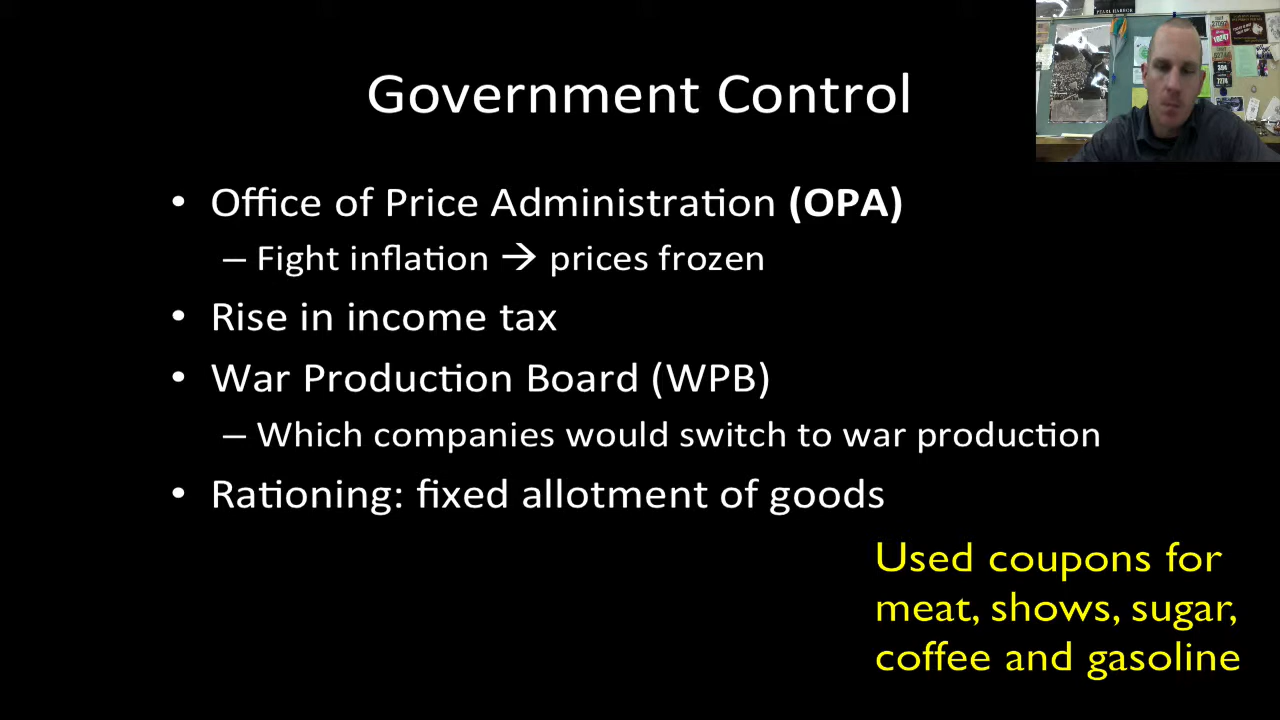 PEARL HARBOR
Government Control
• Office of Price Administration (OPA)
– Fight inflation → prices frozen
• Rise in income tax
• War Production Board (WPB)
– Which companies would switch to war production
• Rationing: fixed allotment of goods
Used coupons for
meat, shows, sugar,
coffee and gasoline